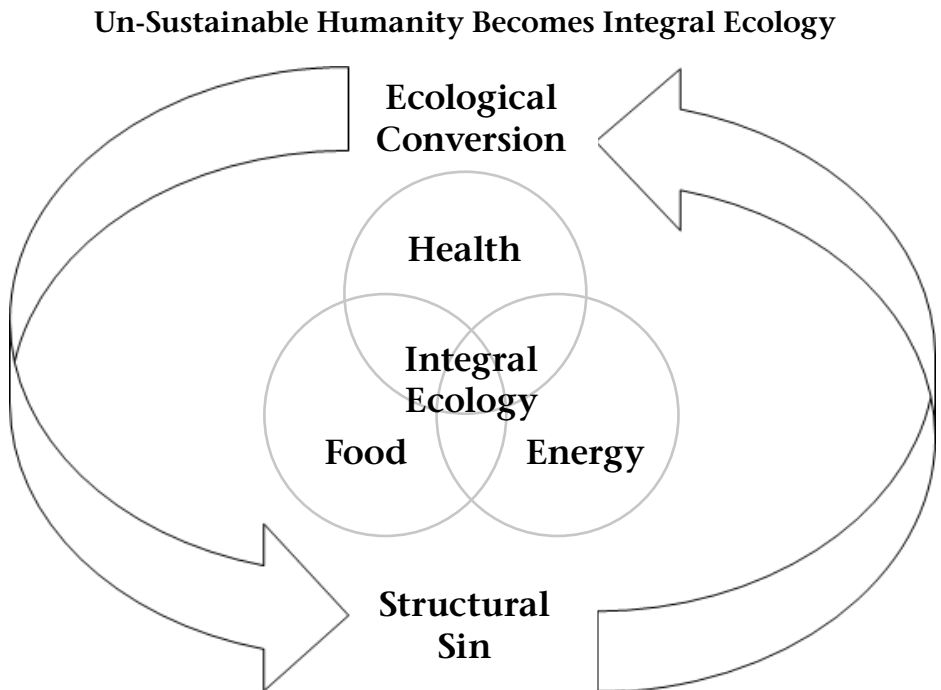 Un-Sustainable Humanity Becomes Integral Ecology
Ecological
Conversion
Health
Integral
Ecology
Food
Energy
Structural
Sin